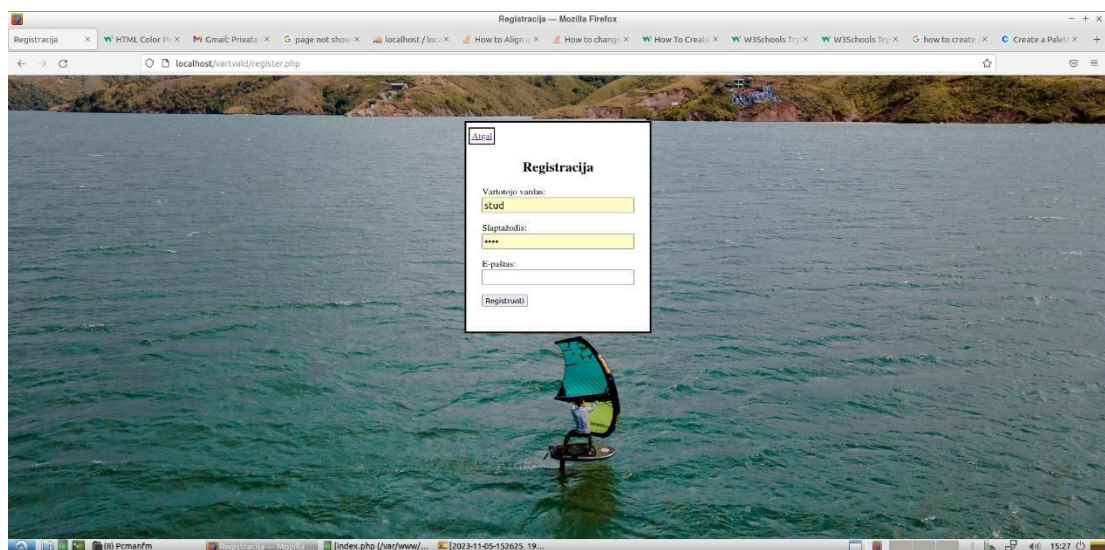 Registracija — Mozilla Firefox
Registracija
HTML Color Pi
Gmail: Private
page not show
localhost / loca
How to Align a
How to change
How To Create
W3Schools Try
W3Schools Try
how to create
Create a Palett
localhost/vartvald/register.php
Atgal
Registracija
Vartotojo vardas:
stud
Slaptažodis:
••••
E-paštas:
Registruoti
(8) Pcmanfm
Registracija — Mozilla
[index.php (/var/www/...
[2023-11-05-152625_19...
15:27